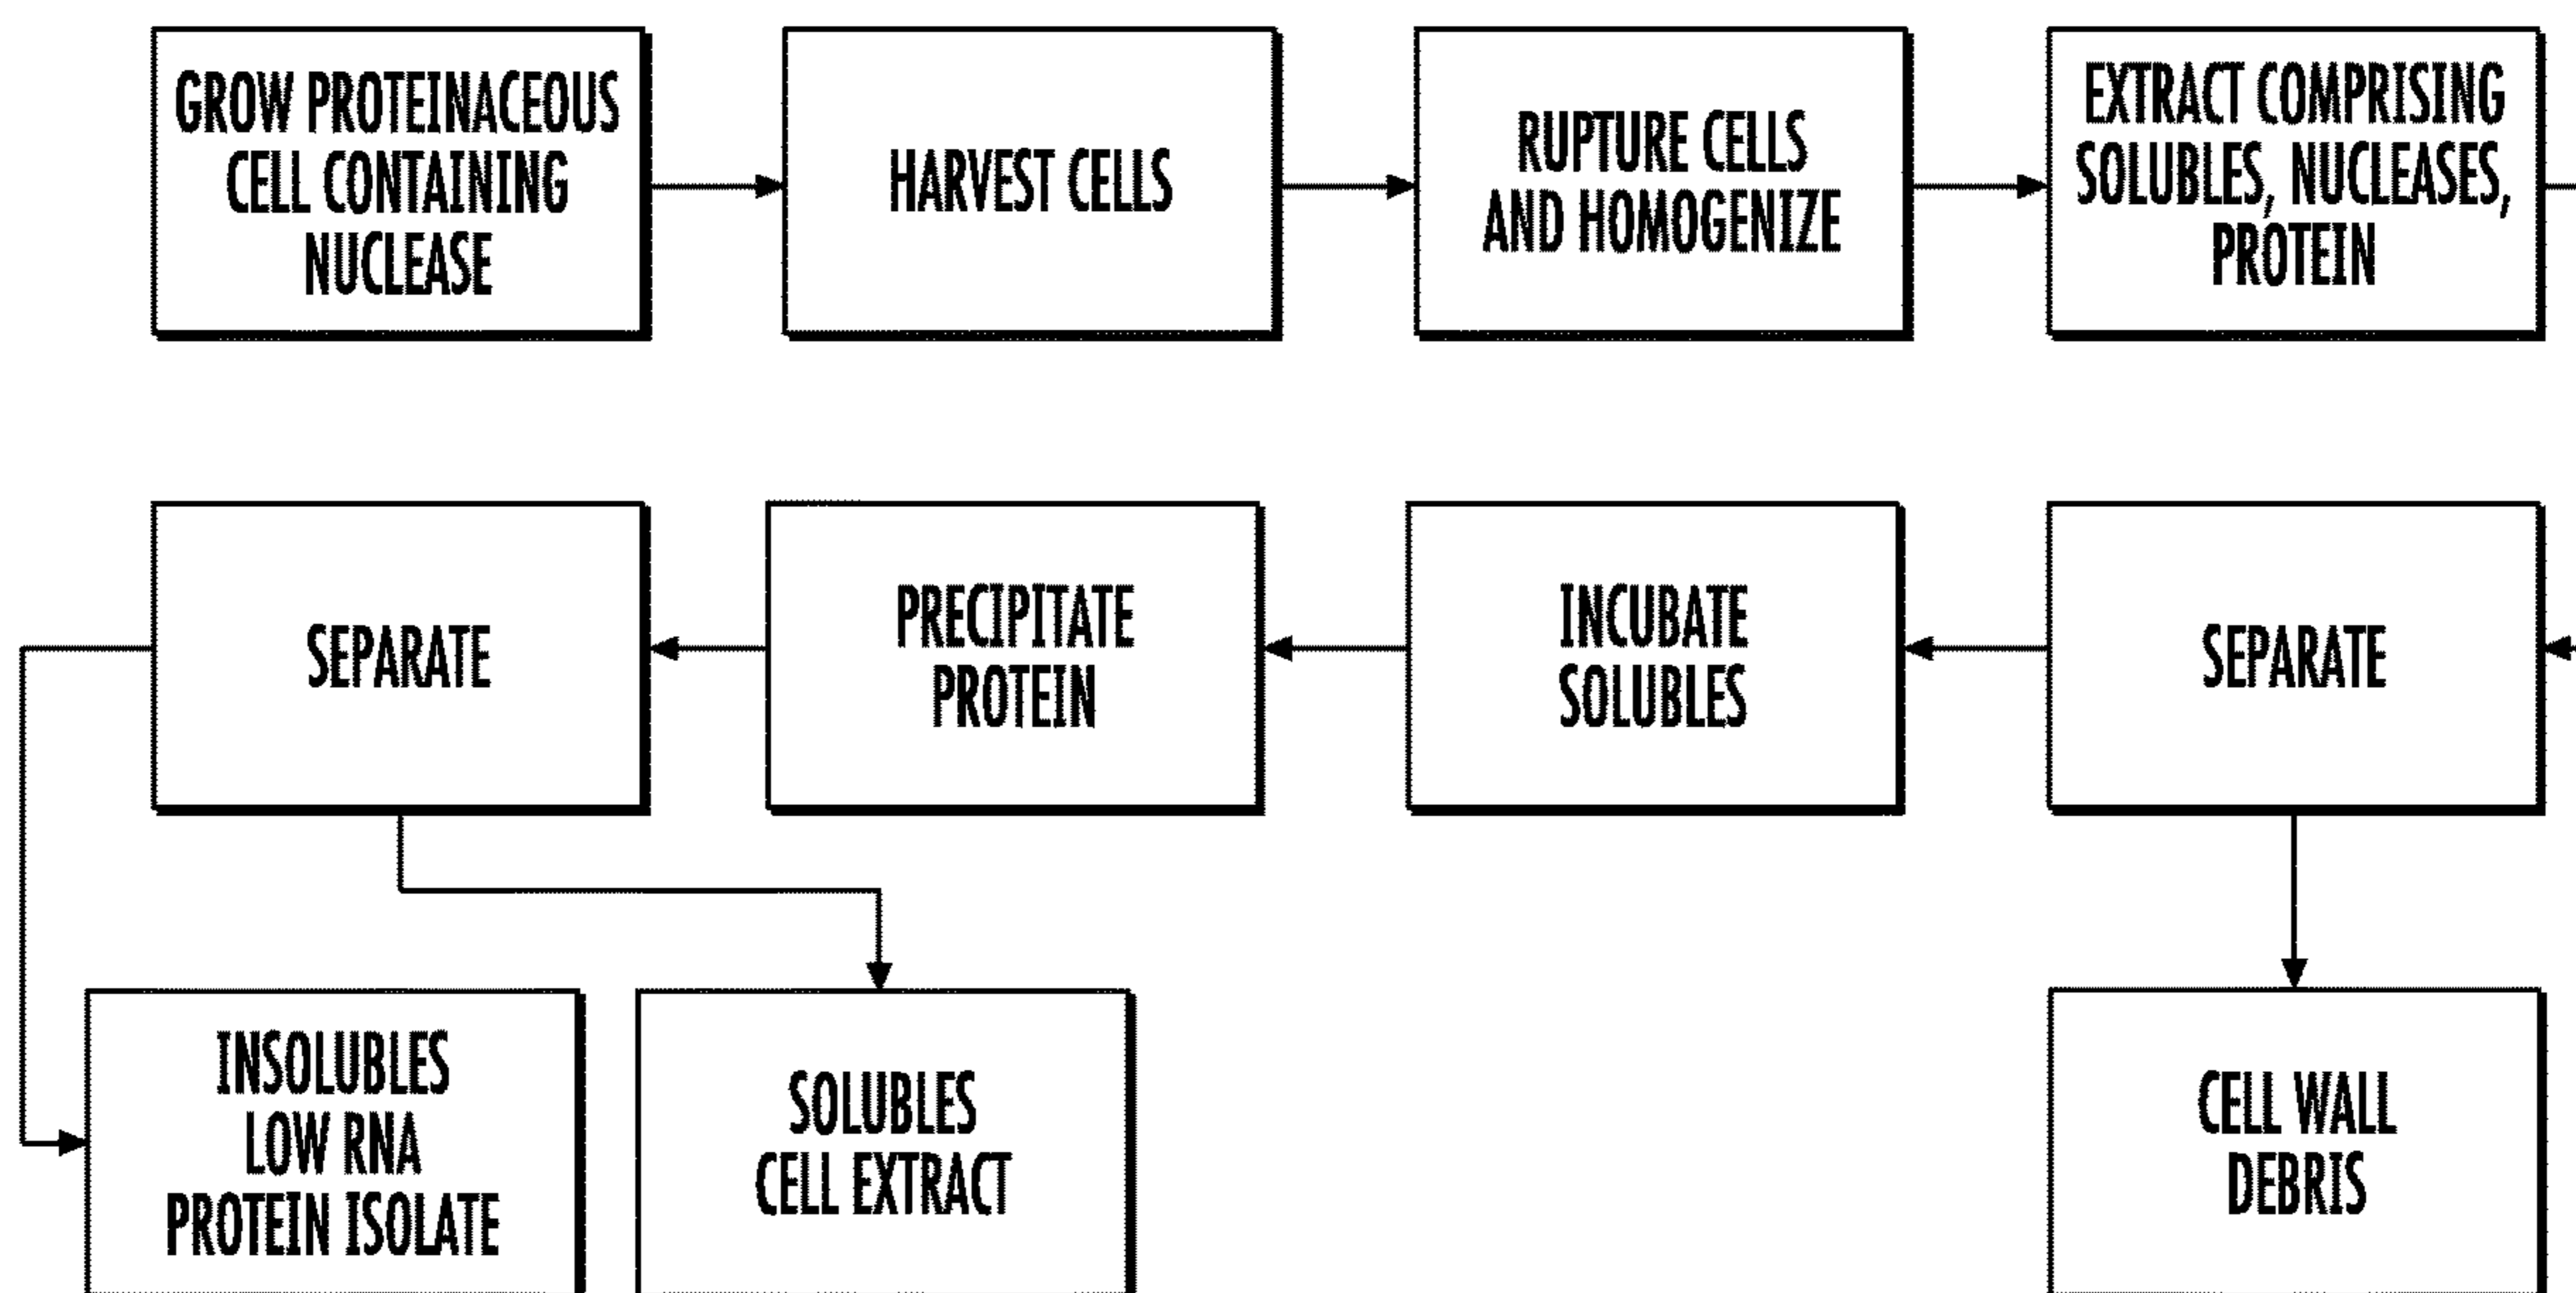 GROW PROTEINACEOUS
CELL CONTAINING
NUCLEASE
HARVEST CELLS
RUPTURE CELLS
AND HOMOGENIZE
EXTRACT COMPRISING
SOLUBLES, NUCLEASES,
PROTEIN
SEPARATE
PRECIPITATE
PROTEIN
INCUBATE
SOLUBLES
SEPARATE
INSOLUBLES
LOW RNA
PROTEIN ISOLATE
SOLUBLES
CELL EXTRACT
CELL WALL
DEBRIS